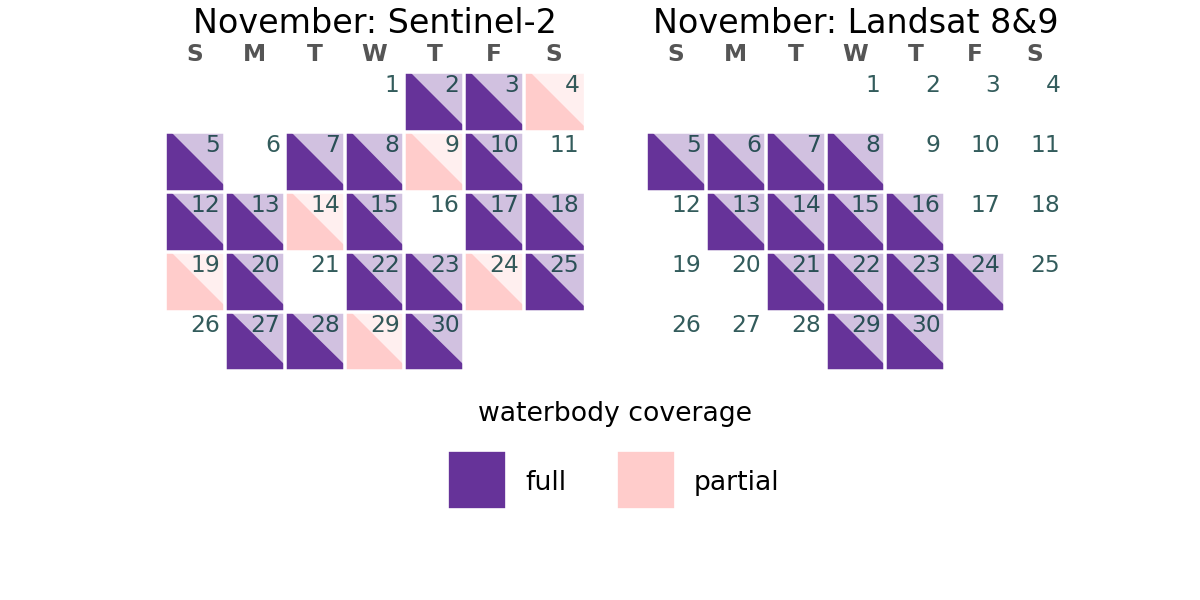 November: Sentinel-2
S M T W T F S
1 2 3 4
5 6 7 8 9 10 11
12 13 14 15 16 17 18
19 20 21 22 23 24 25
26 27 28 29 30
November: Landsat 8&9
S M T W T F S
1 2 3 4
5 6 7 8 9 10 11
12 13 14 15 16 17 18
19 20 21 22 23 24 25
26 27 28 29 30
waterbody coverage
full partial